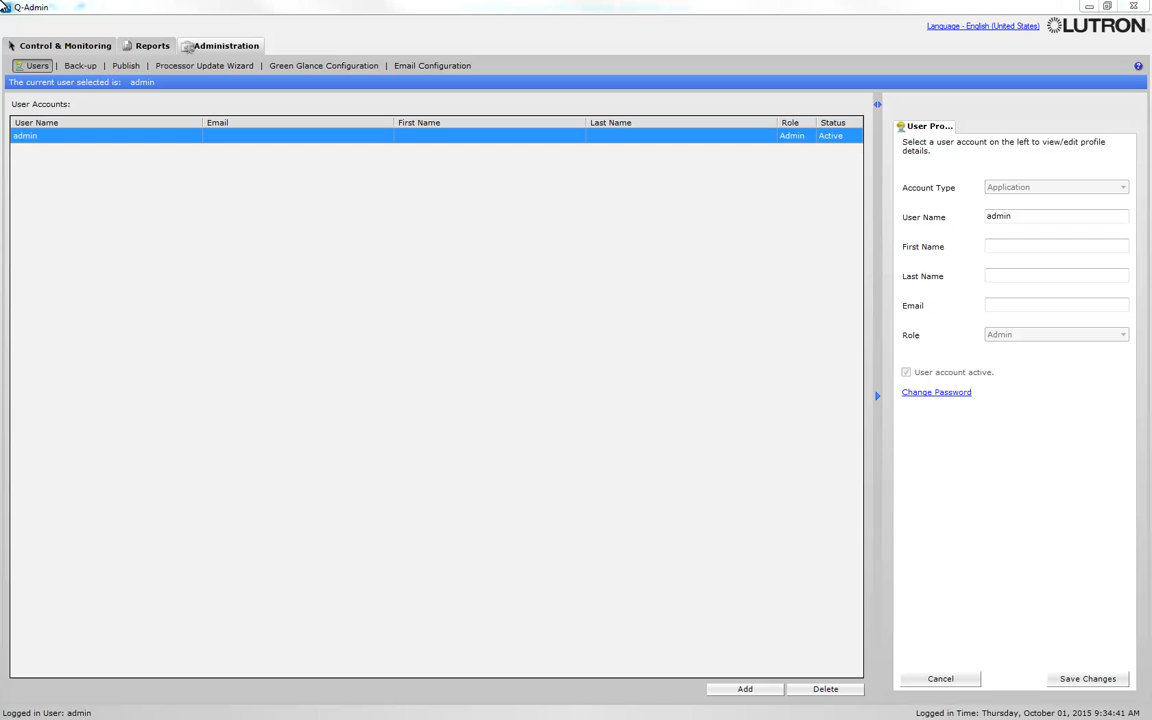 Q-Admin
Language - English (United States) LUTRON
Control & Monitoring Reports Administration
Users | Back-up | Publish | Processor Update Wizard | Green Glance Configuration | Email Configuration ?
The current user selected is: admin
User Accounts:
User Name Email First Name Last Name Role Status
admin Admin Active
User Pro...
Select a user account on the left to view/edit profile
details.
Account Type Application
User Name admin
First Name
Last Name
Email
Role Admin
User account active.
Change Password
Cancel Save Changes
Add Delete
Logged in User: admin Logged in Time: Thursday, October 01, 2015 9:34:41 AM